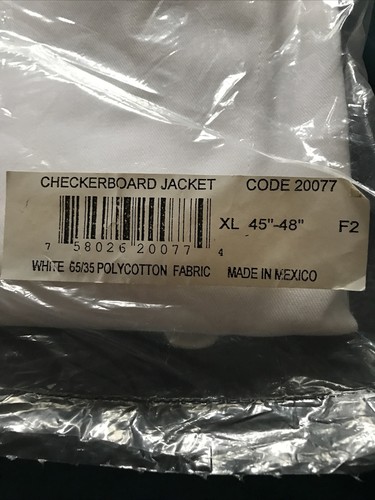 CHECKERBOARD JACKET CODE 20077
XL 45"-48" F2
7 58026 20077 4
WHITE 65/35 POLYCOTTON FABRIC MADE IN MEXICO